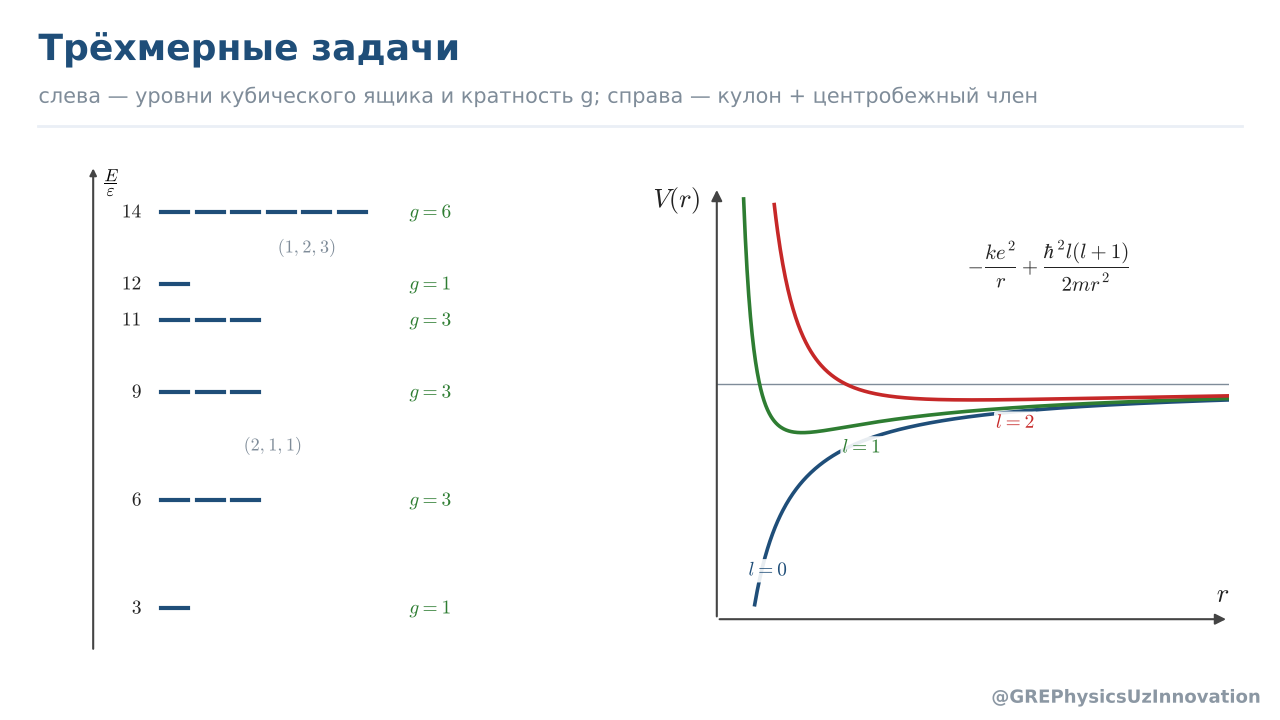 Трёхмерные задачи
слева — уровни кубического ящика и кратность g; справа — кулон + центробежный член
E/ε
14 g = 6
(1, 2, 3)
12 g = 1
11 g = 3
9 g = 3
(2, 1, 1)
6 g = 3
3 g = 1
V(r)
−ke²/r + ħ²l(l + 1)/2mr²
l = 2
l = 1
l = 0
r
@GREPhysicsUzInnovation